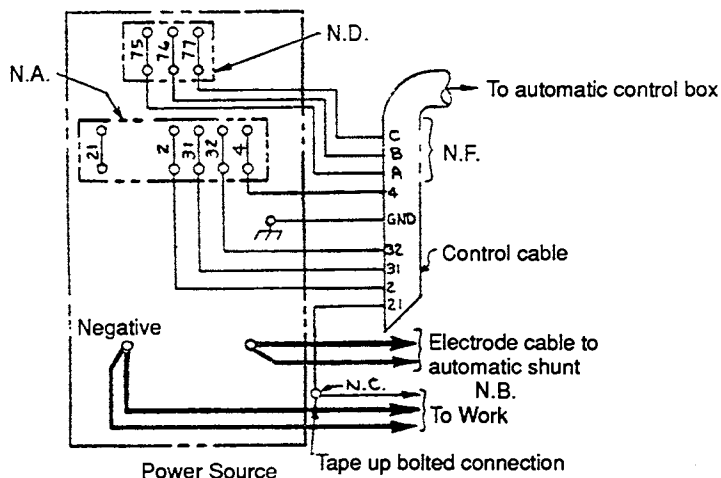 N.D.
75 76 77
N.A.
To automatic control box
C
B
N.F.
A
21 2 31 32 4
4
GND
32
Control cable
31
2
21
Negative
Electrode cable to
automatic shunt
N.C.
N.B.
To Work
Tape up bolted connection
Power Source